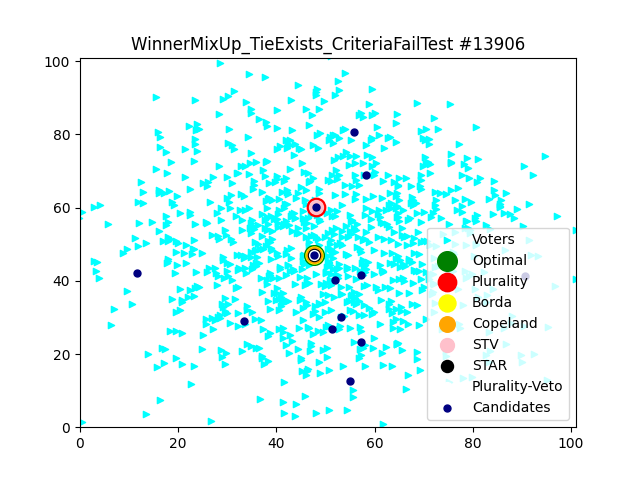 WinnerMixUp_TieExists_CriteriaFailTest #13906
100
80
60
40
20
0
0 20 40 60 80 100
Voters
Optimal
Plurality
Borda
Copeland
STV
STAR
Plurality-Veto
Candidates